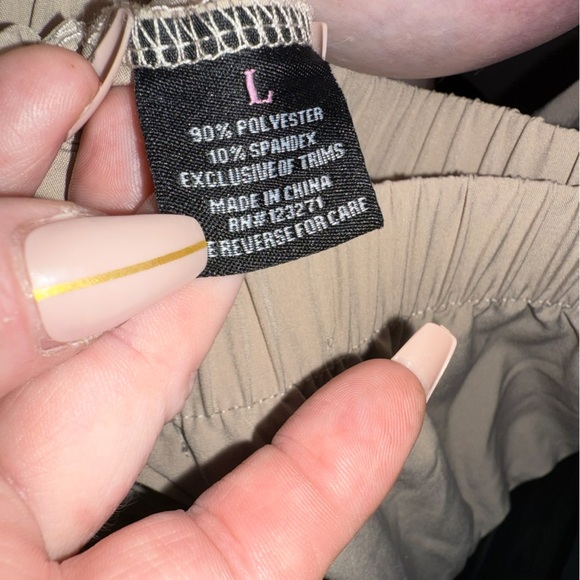 L
90% POLYESTER
10% SPANDEX
EXCLUSIVE OF TRIMS
MADE IN CHINA
RN#123271
REVERSE FOR CARE